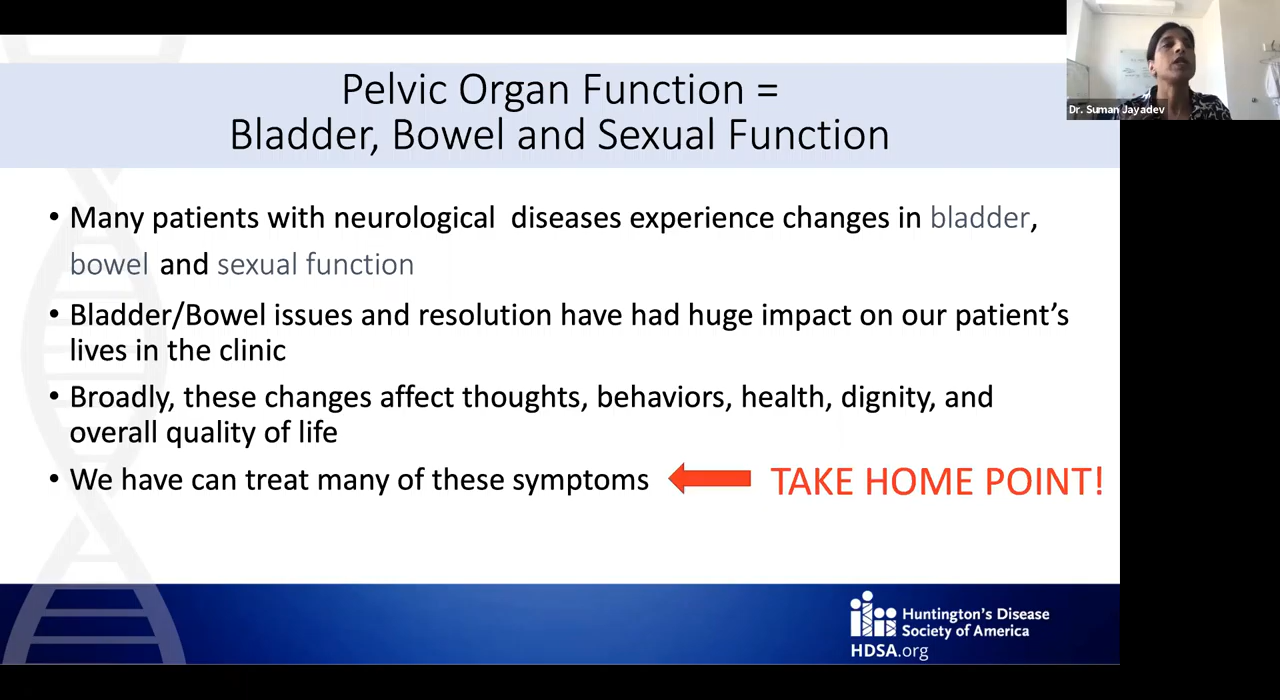 Pelvic Organ Function =
Bladder, Bowel and Sexual Function
Dr. Suman Jayadev
• Many patients with neurological diseases experience changes in bladder,
bowel and sexual function
• Bladder/Bowel issues and resolution have had huge impact on our patient's
lives in the clinic
• Broadly, these changes affect thoughts, behaviors, health, dignity, and
overall quality of life
• We have can treat many of these symptoms TAKE HOME POINT!
Huntington's Disease
Society of America
HDSA.org